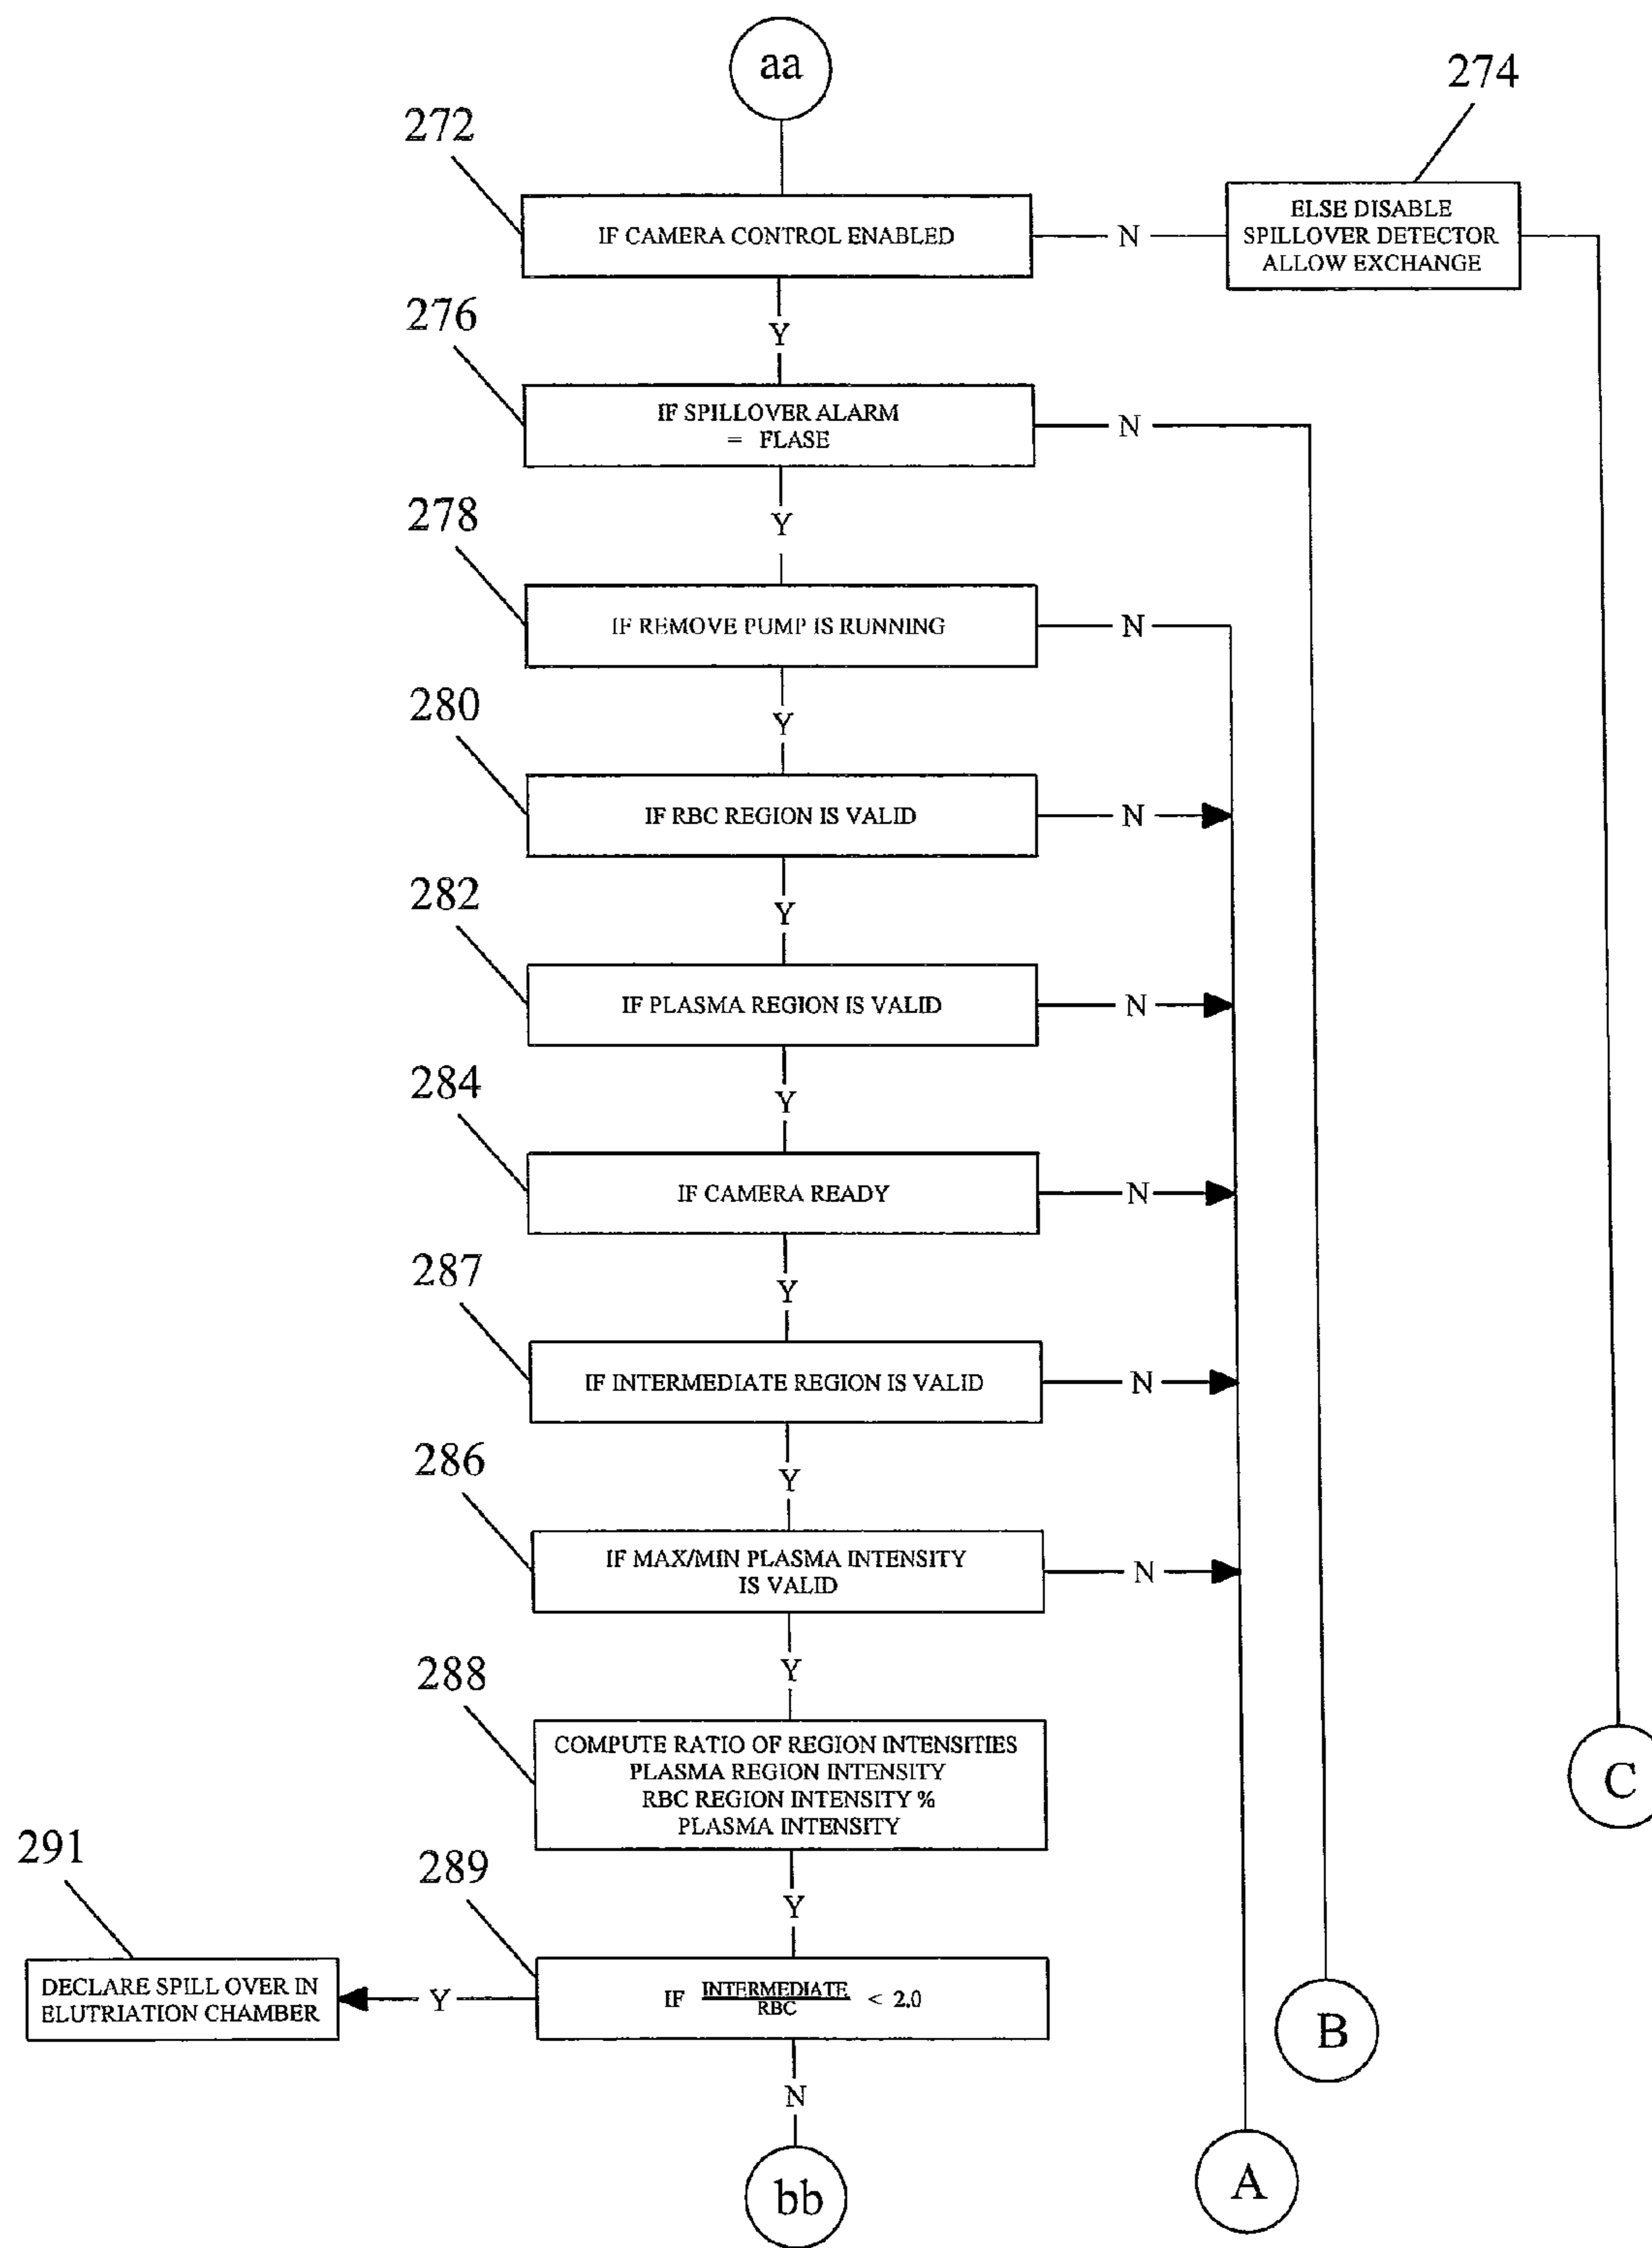 aa
272
IF CAMERA CONTROL ENABLED
N
274
ELSE DISABLE
SPILLOVER DETECTOR
ALLOW EXCHANGE
Y
276
IF SPILLOVER ALARM
= FLASE
N
Y
278
IF REMOVE PUMP IS RUNNING
N
Y
280
IF RBC REGION IS VALID
N
Y
282
IF PLASMA REGION IS VALID
N
Y
284
IF CAMERA READY
N
Y
287
IF INTERMEDIATE REGION IS VALID
N
Y
286
IF MAX/MIN PLASMA INTENSITY
IS VALID
N
Y
288
COMPUTE RATIO OF REGION INTENSITIES
PLASMA REGION INTENSITY
RBC REGION INTENSITY %
PLASMA INTENSITY
C
Y
291
DECLARE SPILL OVER IN
ELUTRIATION CHAMBER
Y
289
IF INTERMEDIATE/RBC < 2.0
B
N
bb
A